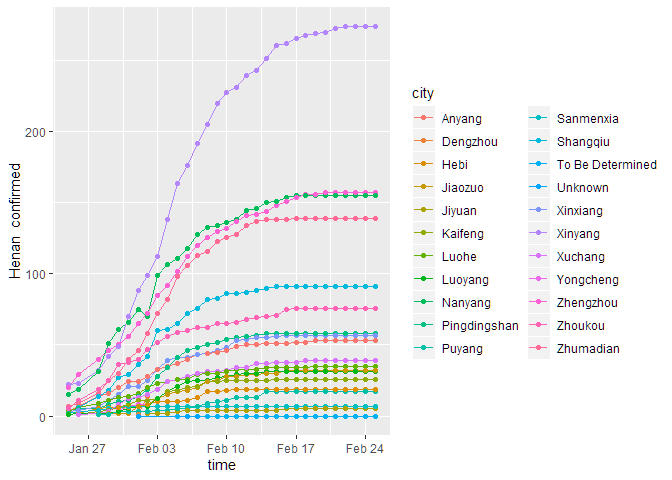 Henan confirmed
200
100
0
Jan 27
Feb 03
Feb 10
Feb 17
Feb 24
time
city
Anyang
Dengzhou
Hebi
Jiaozuo
Jiyuan
Kaifeng
Luohe
Luoyang
Nanyang
Pingdingshan
Puyang
Sanmenxia
Shangqiu
To Be Determined
Unknown
Xinxiang
Xinyang
Xuchang
Yongcheng
Zhengzhou
Zhoukou
Zhumadian